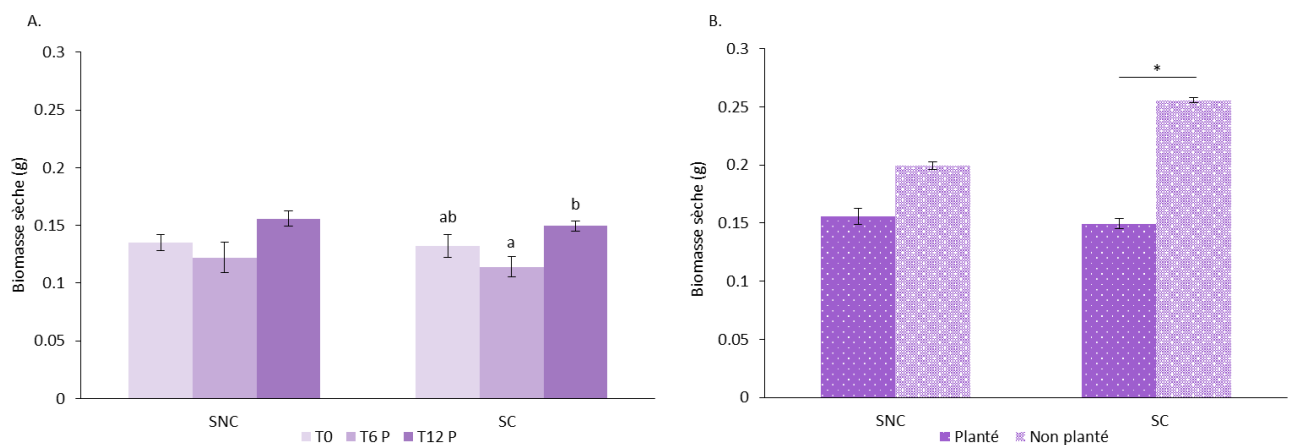 A.
Biomasse sèche (g)
0.3
0.25
0.2
0.15
0.1
0.05
0
ab
a
b
SNC
SC
T0
T6 P
T12 P
B.
Biomasse sèche (g)
0.3
0.25
0.2
0.15
0.1
0.05
0
*
SNC
SC
Planté
Non planté